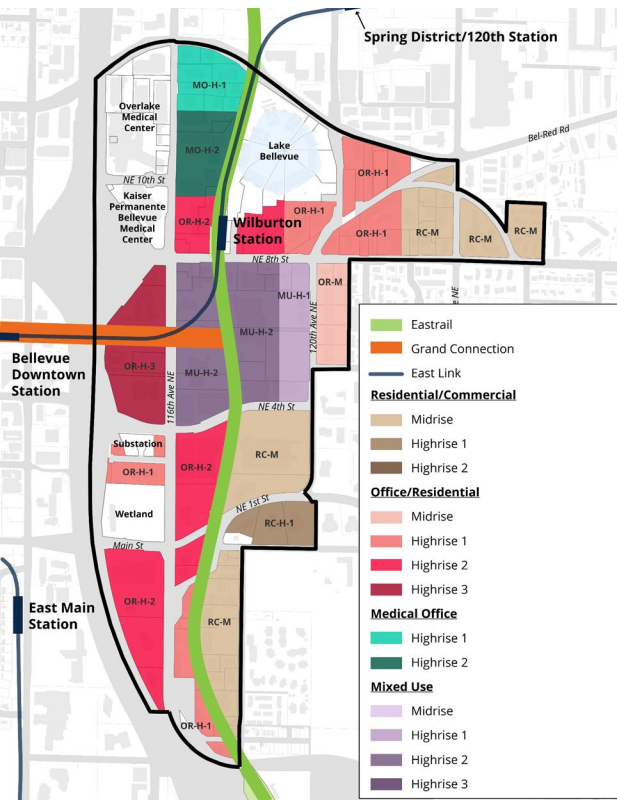 Spring District/120th Station
MO-H-1
Overlake
Medical
Center
Bel-Red Rd
MO-H-2
Lake
Bellevue
NE 10th St
OR-H-1
Kaiser
Permanente
Bellevue
Medical
Center
OR-H-2
Wilburton
Station
OR-H-1
OR-H-1
RC-M
RC-M
RC-M
NE 8th St
OR-M
MU-H-1
NE
120th Ave NE
MU-H-2
Bellevue
Downtown
Station
OR-H-3
116th Ave NE
MU-H-2
NE 4th St
Substation
OR-H-1
OR-H-2
RC-M
Wetland
NE 1st St
RC-H-1
Main St
East Main
Station
OR-H-2
RC-M
OR-H-1
Eastrail
Grand Connection
East Link
Residential/Commercial
Midrise
Highrise 1
Highrise 2
Office/Residential
Midrise
Highrise 1
Highrise 2
Highrise 3
Medical Office
Highrise 1
Highrise 2
Mixed Use
Midrise
Highrise 1
Highrise 2
Highrise 3